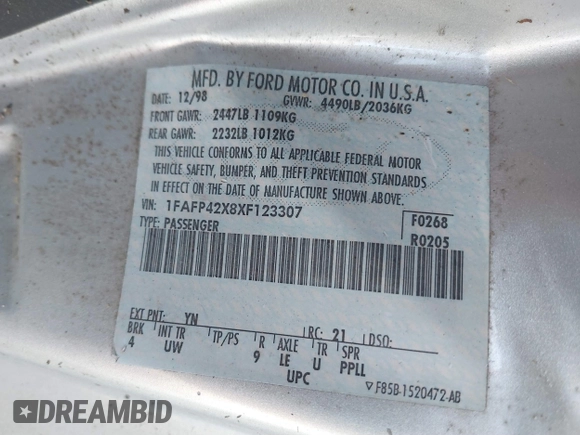 MFD. BY FORD MOTOR CO. IN U.S.A.
DATE: 12/98 GVWR: 4490LB/2036KG
FRONT GAWR: 2447LB 1109KG
REAR GAWR: 2232LB 1012KG
THIS VEHICLE CONFORMS TO ALL APPLICABLE FEDERAL MOTOR
VEHICLE SAFETY, BUMPER, AND THEFT PREVENTION STANDARDS
IN EFFECT ON THE DATE OF MANUFACTURE SHOWN ABOVE.
VIN: 1FAFP42X8XF123307 F0268
TYPE: PASSENGER R0205
EXT PNT: YN RC: 21 DSO:
BRK INT TR TP/PS R AXLE TR SPR
4 UW 9 LE U PPLL
UPC
F85B-1520472-AB
DREAMBID